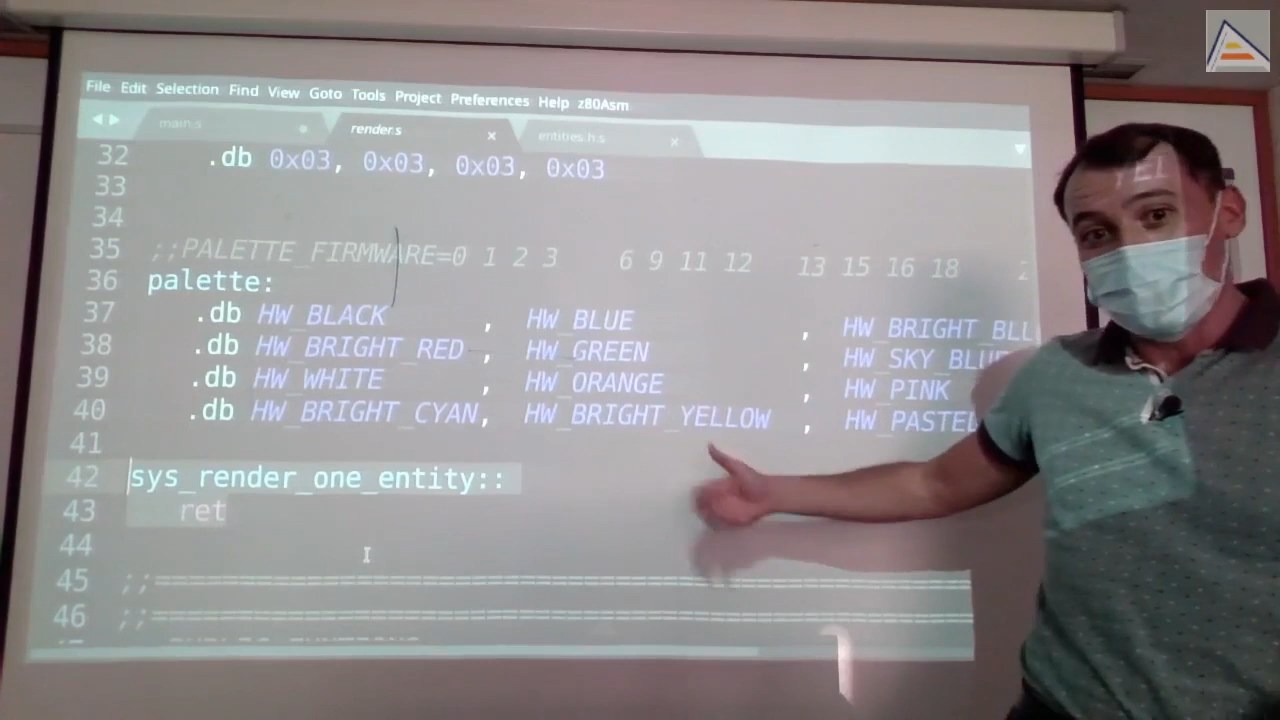 File Edit Selection Find View Goto Tools Project Preferences Help z80Asm
main.s render.s entities.h.s
32 .db 0x03, 0x03, 0x03, 0x03
33
34
35 ;;PALETTE_FIRMWARE=0 1 2 3 6 9 11 12 13 15 16 18 2
36 palette:
37 .db HW_BLACK , HW_BLUE , HW_BRIGHT_BLU
38 .db HW_BRIGHT_RED , HW_GREEN , HW_SKY_BLUE
39 .db HW_WHITE , HW_ORANGE , HW_PINK
40 .db HW_BRIGHT_CYAN, HW_BRIGHT_YELLOW , HW_PASTEL
41
42 sys_render_one_entity::
43 ret
44
45 ;;=====================================================
46 ;;=====================================================